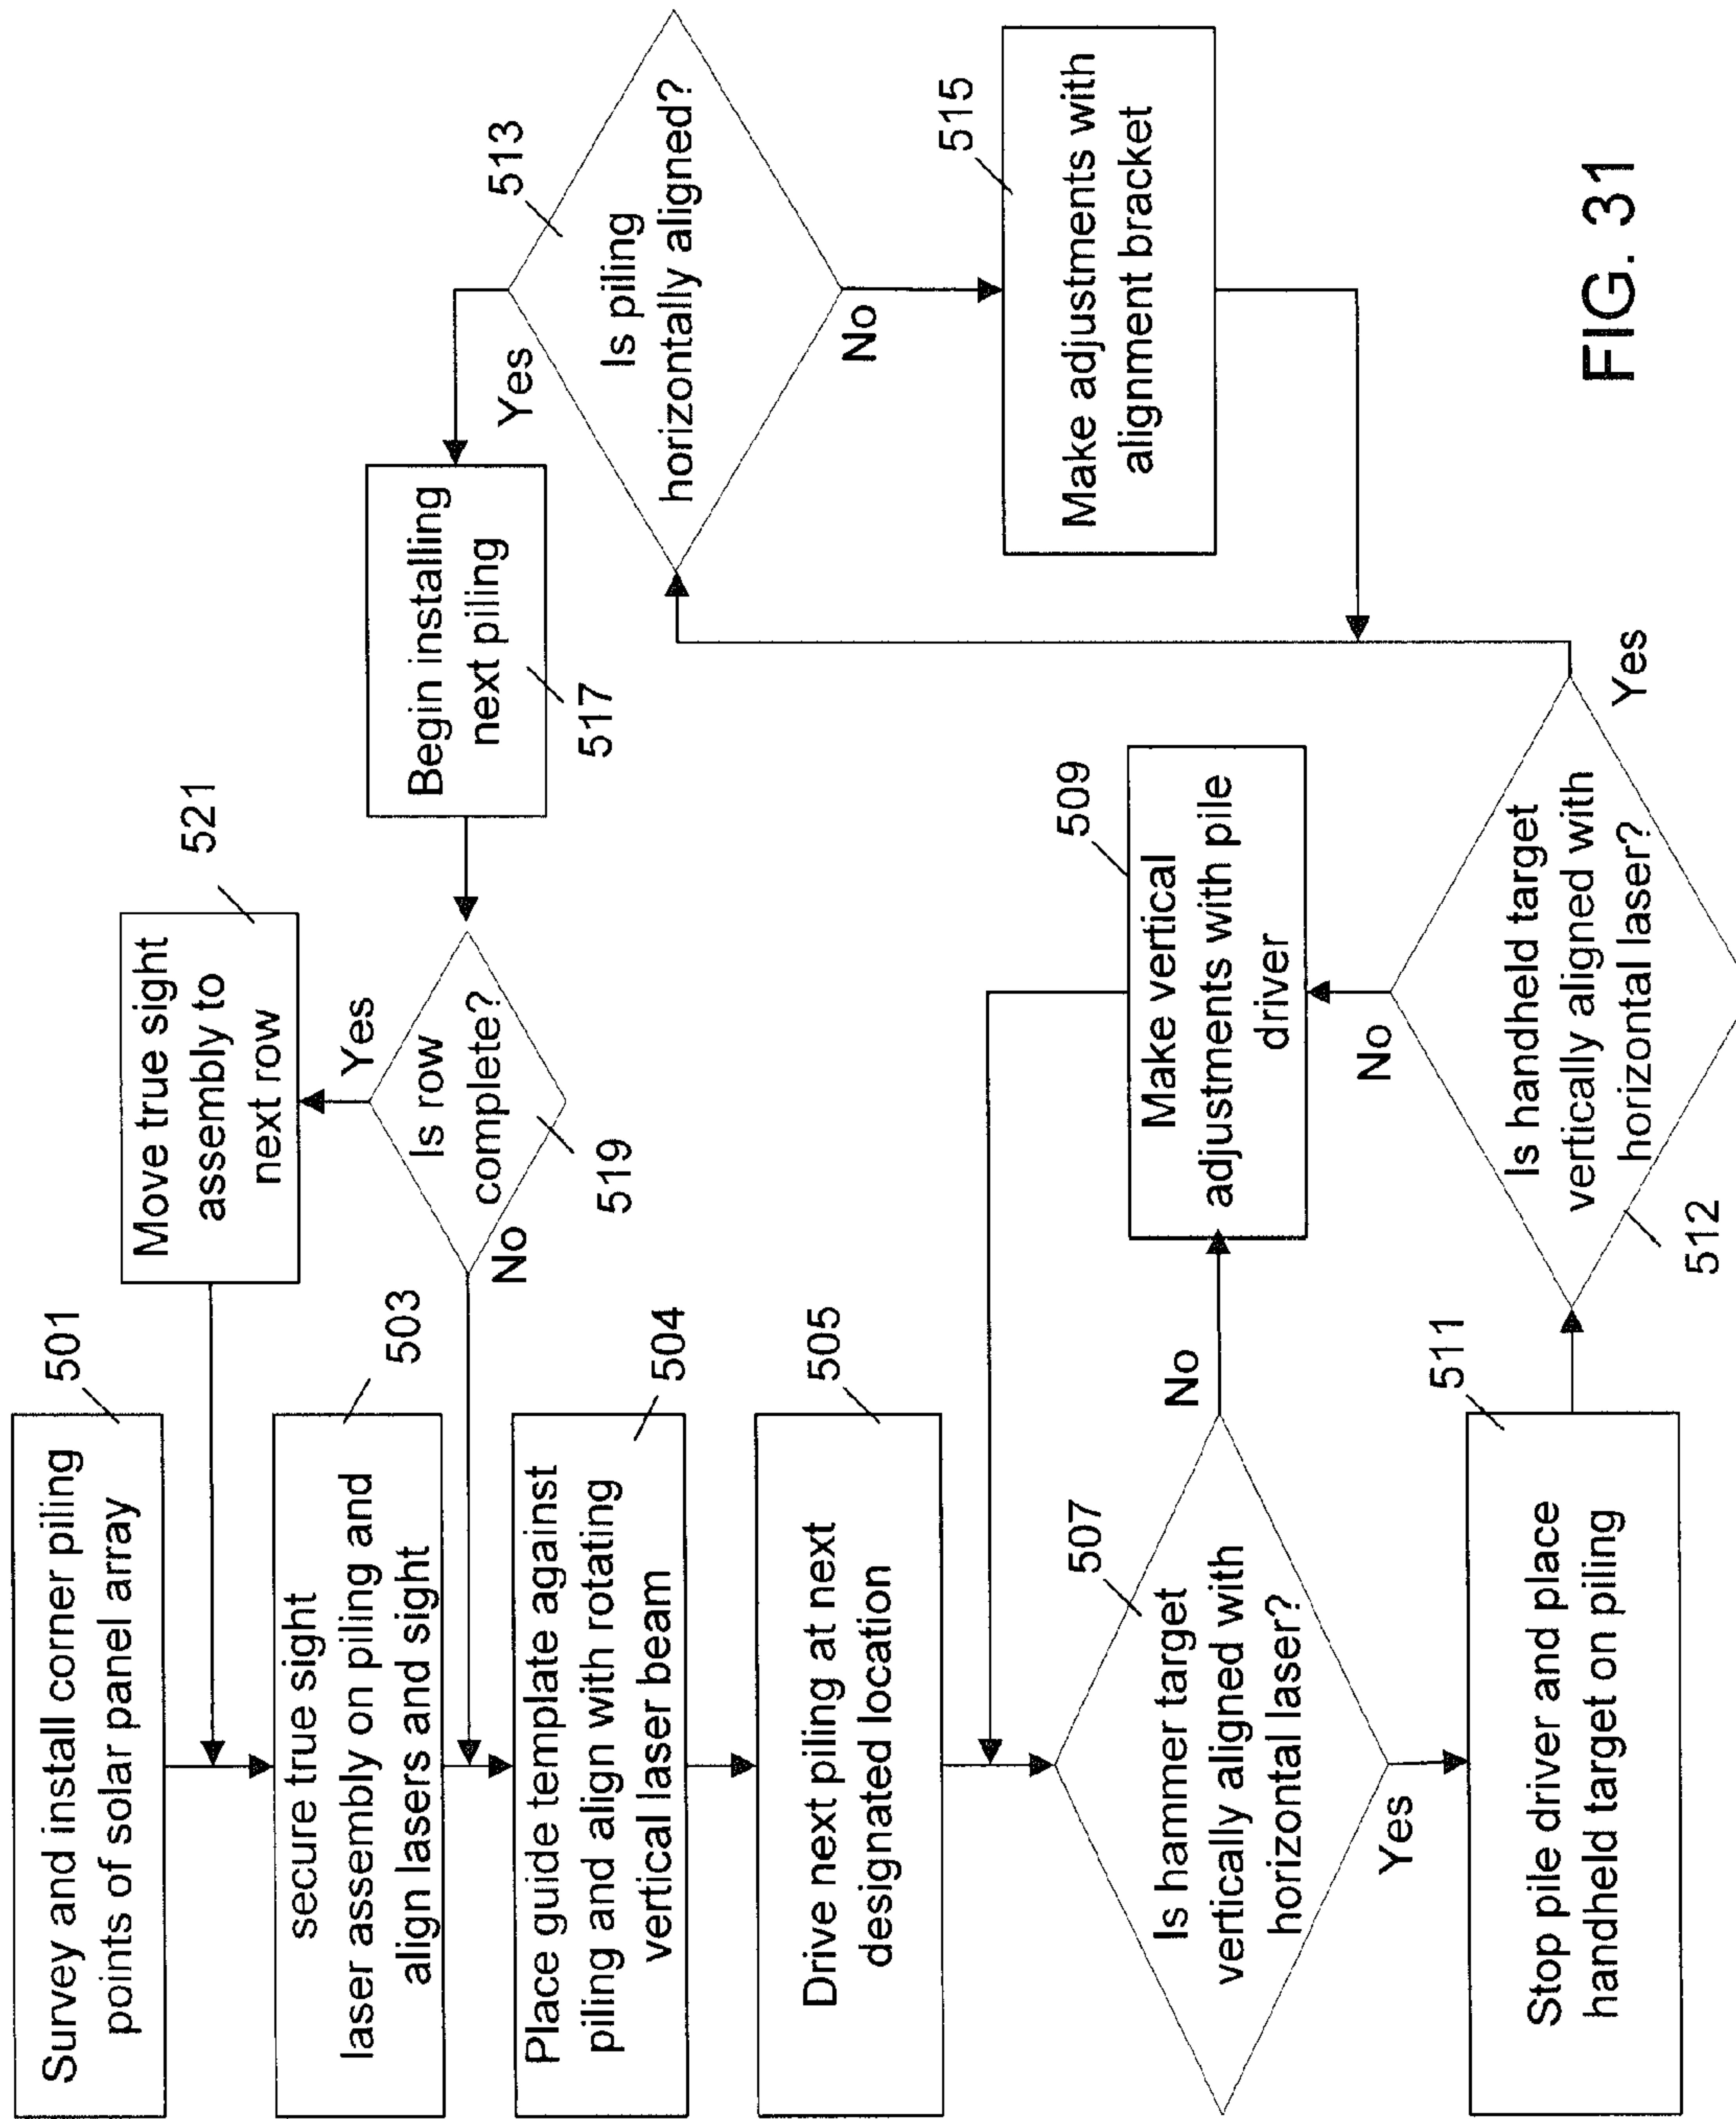 Survey and install corner piling
points of solar panel array
501
secure true sight
laser assembly on piling and
align lasers and sight
503
Place guide template against
piling and align with rotating
vertical laser beam
504
Drive next piling at next
designated location
505
Is hammer target
vertically aligned with
horizontal laser?
507
No
Yes
Stop pile driver and place
handheld target on piling
511
Make vertical
adjustments with pile
driver
509
Is handheld target
vertically aligned with
horizontal laser?
512
No
Yes
Is piling
horizontally aligned?
513
Yes
No
Make adjustments with
alignment bracket
515
Begin installing
next piling
517
Is row
complete?
519
No
Yes
Move true sight
assembly to
next row
521
FIG. 31